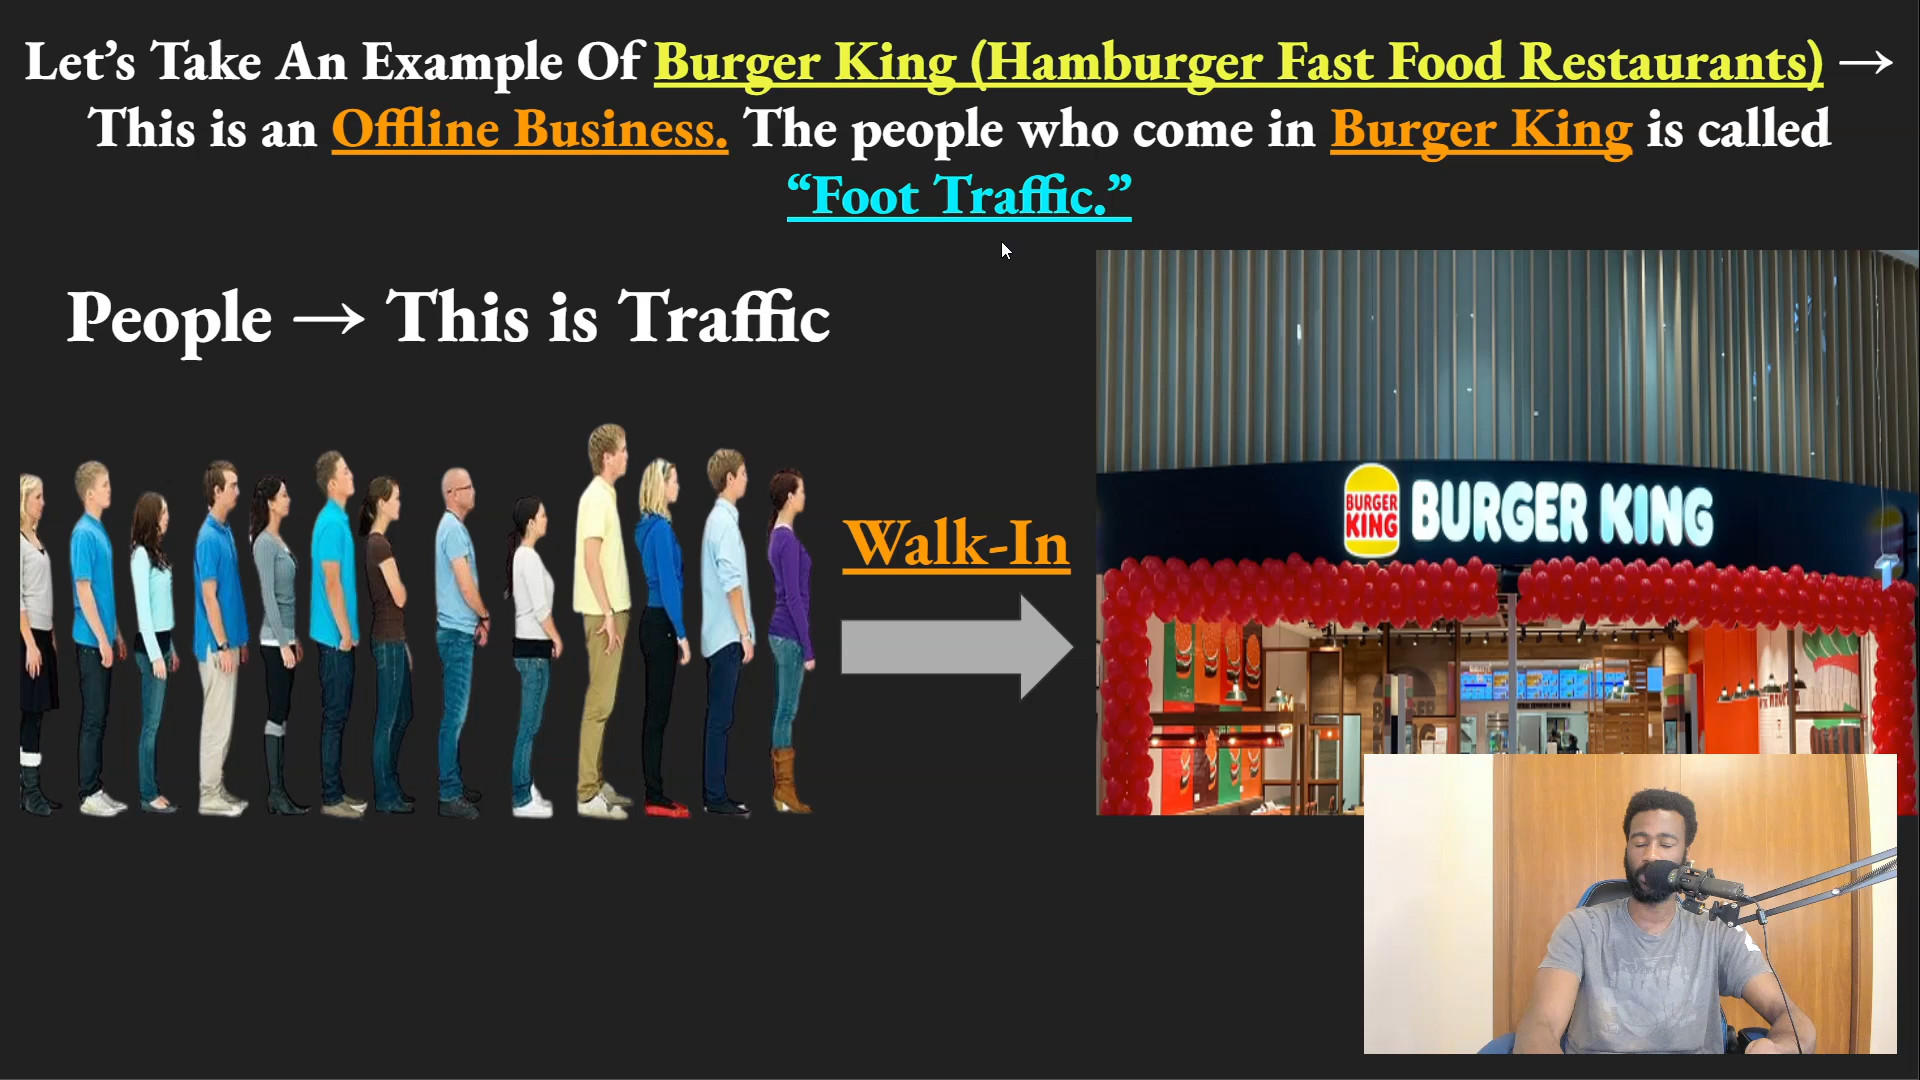 Let’s Take An Example Of Burger King (Hamburger Fast Food Restaurants) →
This is an Offline Business. The people who come in Burger King is called
“Foot Traffic.”
People → This is Traffic
Walk-In
BURGER
KING
BURGER KING